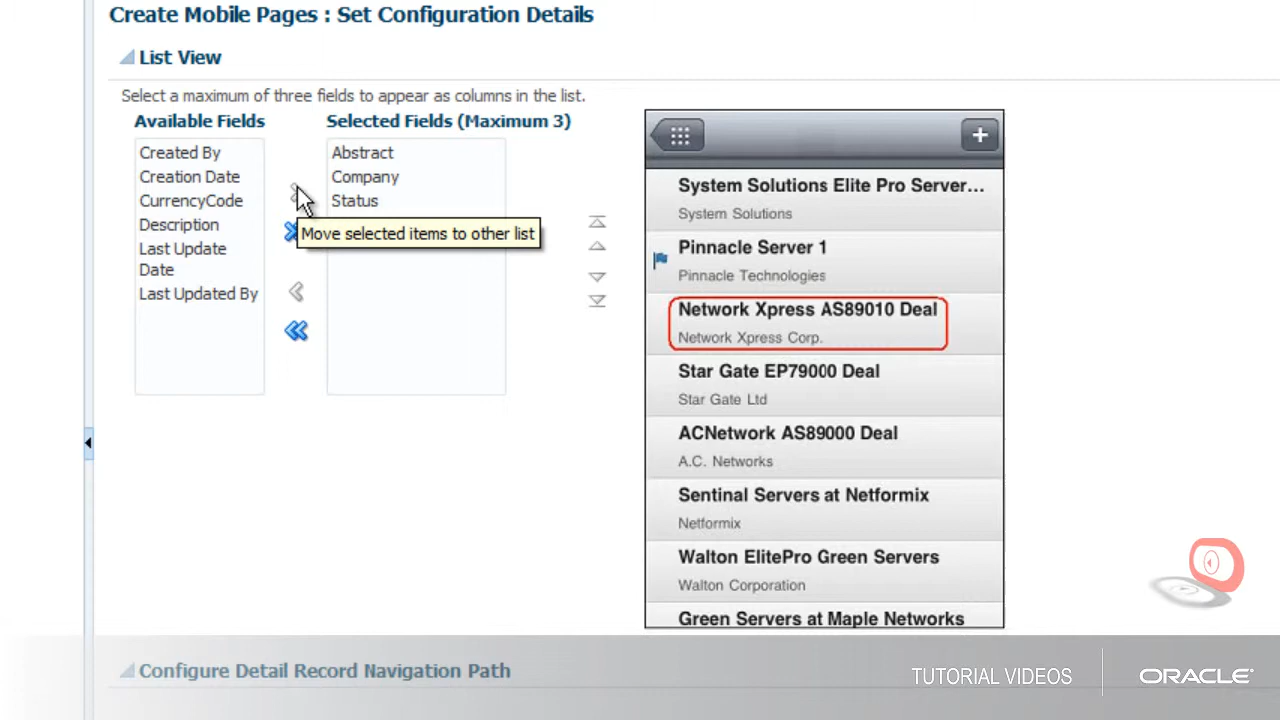 Create Mobile Pages : Set Configuration Details
List View
Select a maximum of three fields to appear as columns in the list.
Available Fields
Created By
Creation Date
CurrencyCode
Description
Last Update
Date
Last Updated By
Selected Fields (Maximum 3)
Abstract
Company
Status
Move selected items to other list
System Solutions Elite Pro Server...
System Solutions
Pinnacle Server 1
Pinnacle Technologies
Network Xpress AS89010 Deal
Network Xpress Corp.
Star Gate EP79000 Deal
Star Gate Ltd
ACNetwork AS89000 Deal
A.C. Networks
Sentinal Servers at Netformix
Netformix
Walton ElitePro Green Servers
Walton Corporation
Green Servers at Maple Networks
Configure Detail Record Navigation Path
TUTORIAL VIDEOS
ORACLE